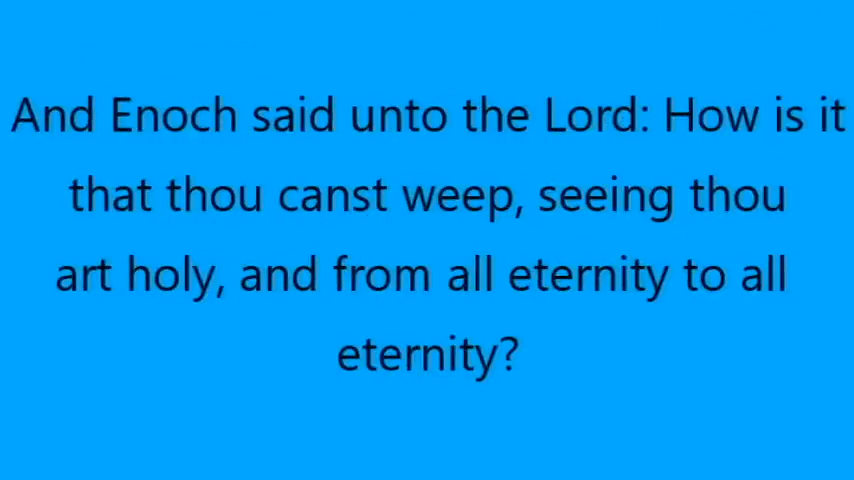 And Enoch said unto the Lord: How is it
that thou canst weep, seeing thou
art holy, and from all eternity to all
eternity?